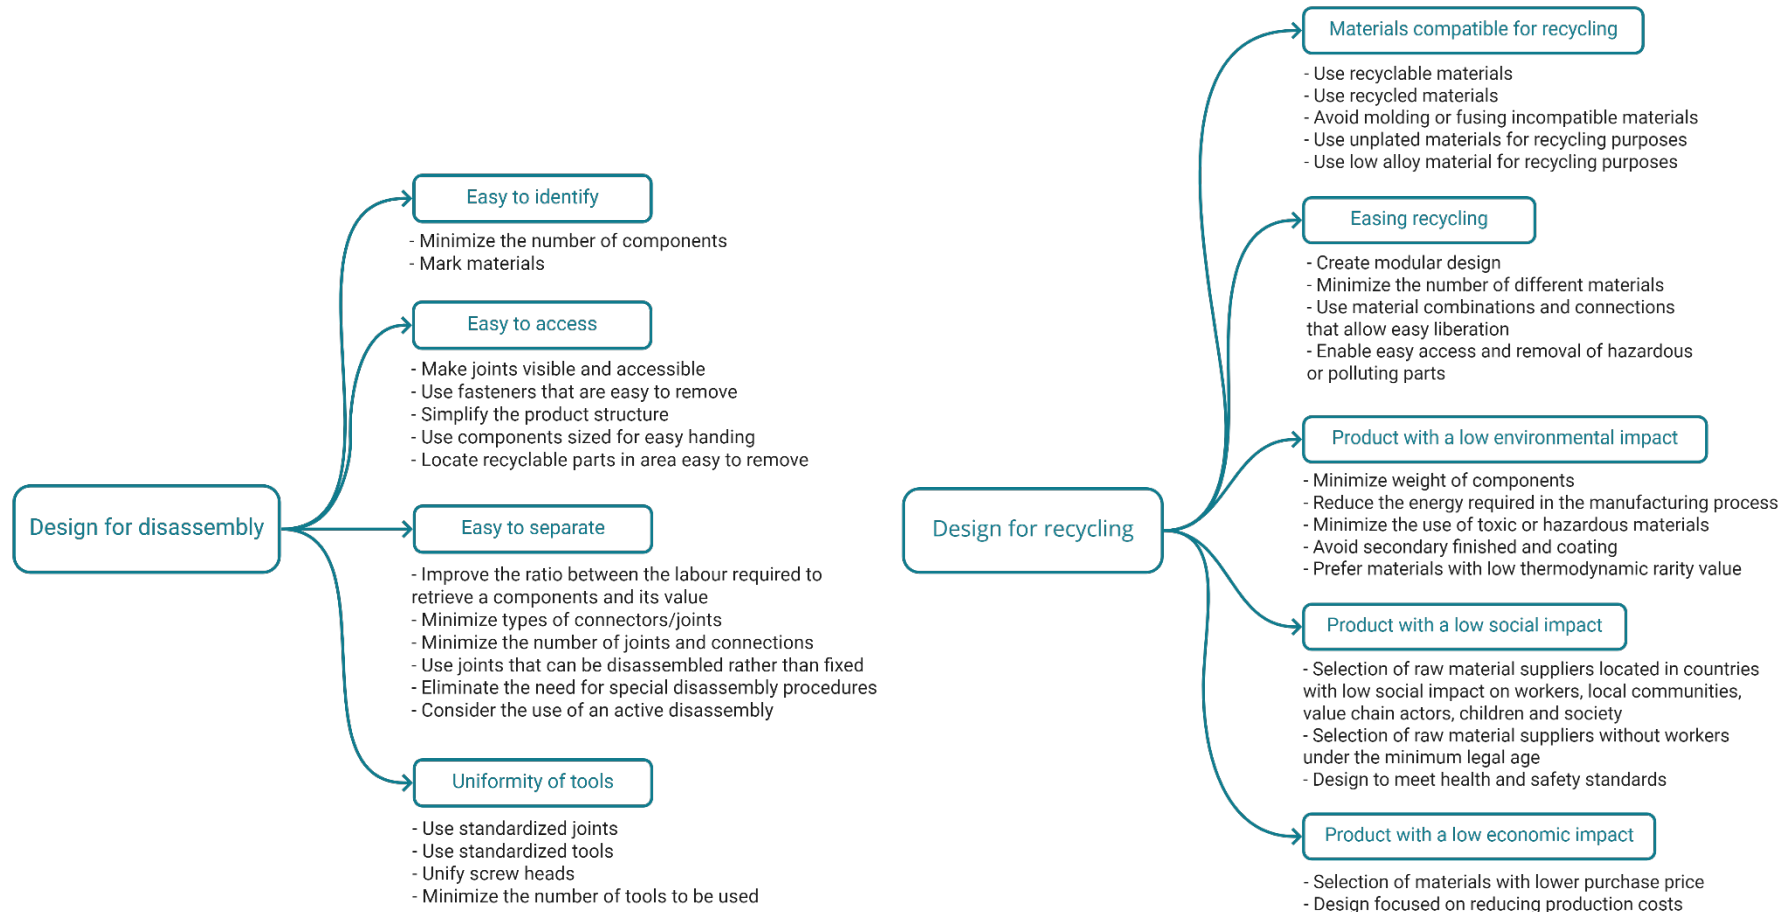 Design for disassembly
Easy to identify
- Minimize the number of components
- Mark materials
Easy to access
- Make joints visible and accessible
- Use fasteners that are easy to remove
- Simplify the product structure
- Use components sized for easy handing
- Locate recyclable parts in area easy to remove
Easy to separate
- Improve the ratio between the labour required to
retrieve a components and its value
- Minimize types of connectors/joints
- Minimize the number of joints and connections
- Use joints that can be disassembled rather than fixed
- Eliminate the need for special disassembly procedures
- Consider the use of an active disassembly
Uniformity of tools
- Use standardized joints
- Use standardized tools
- Unify screw heads
- Minimize the number of tools to be used
Design for recycling
Materials compatible for recycling
- Use recyclable materials
- Use recycled materials
- Avoid molding or fusing incompatible materials
- Use unplated materials for recycling purposes
- Use low alloy material for recycling purposes
Easing recycling
- Create modular design
- Minimize the number of different materials
- Use material combinations and connections
that allow easy liberation
- Enable easy access and removal of hazardous
or polluting parts
Product with a low environmental impact
- Minimize weight of components
- Reduce the energy required in the manufacturing process
- Minimize the use of toxic or hazardous materials
- Avoid secondary finished and coating
- Prefer materials with low thermodynamic rarity value
Product with a low social impact
- Selection of raw material suppliers located in countries
with low social impact on workers, local communities,
value chain actors, children and society
- Selection of raw material suppliers without workers
under the minimum legal age
- Design to meet health and safety standards
Product with a low economic impact
- Selection of materials with lower purchase price
- Design focused on reducing production costs